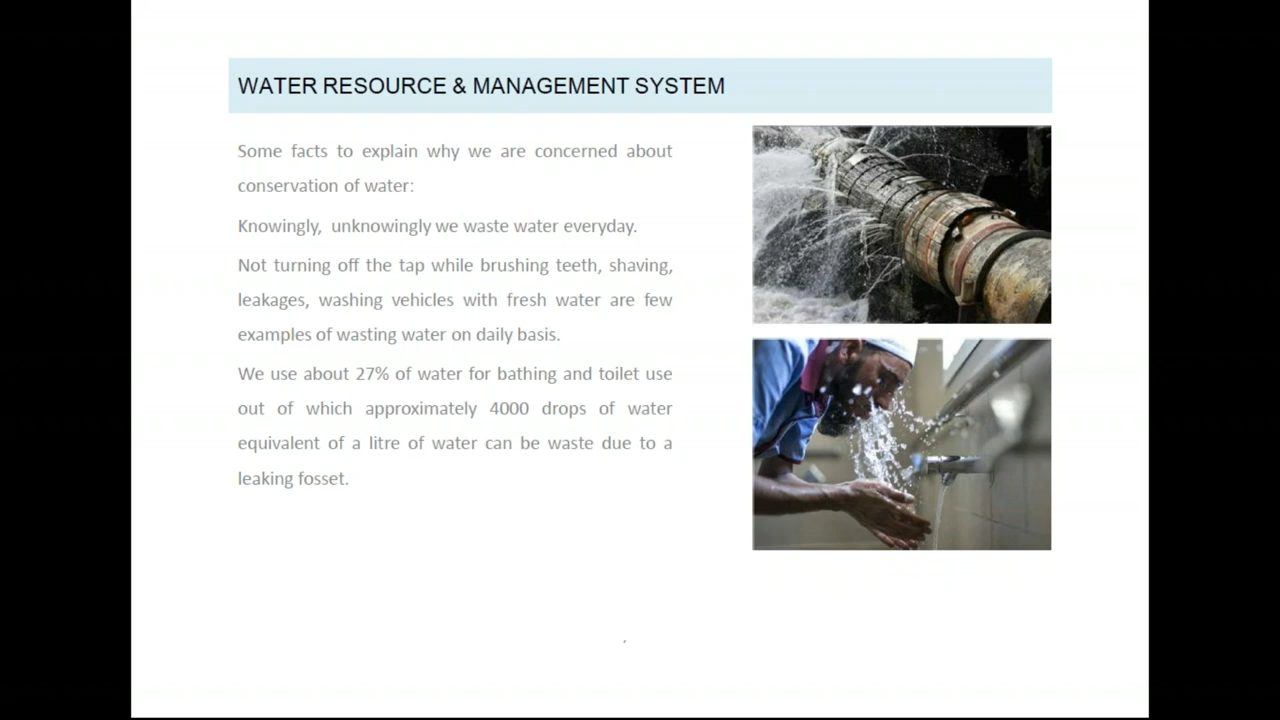 WATER RESOURCE & MANAGEMENT SYSTEM
Some facts to explain why we are concerned about
conservation of water:
Knowingly, unknowingly we waste water everyday.
Not turning off the tap while brushing teeth, shaving,
leakages, washing vehicles with fresh water are few
examples of wasting water on daily basis.
We use about 27% of water for bathing and toilet use
out of which approximately 4000 drops of water
equivalent of a litre of water can be waste due to a
leaking fosset.